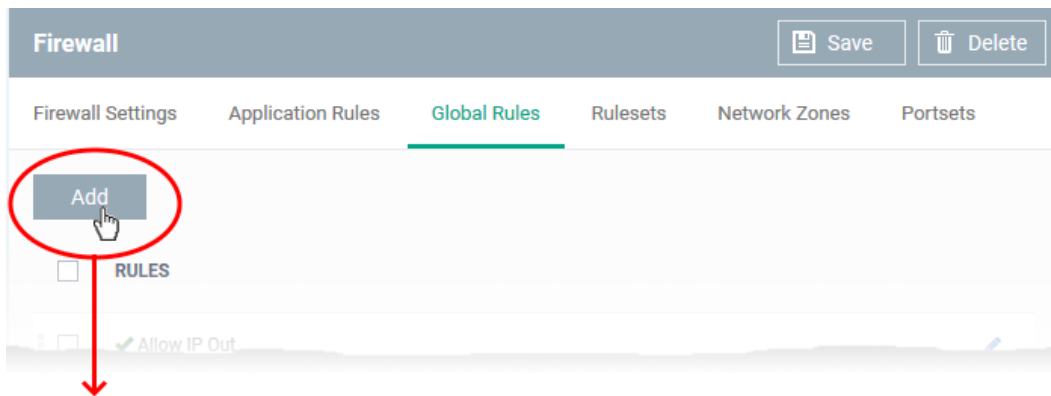 Firewall Save Delete
Firewall Settings Application Rules Global Rules Rulesets Network Zones Portsets
Add
RULES
Allow IP Out